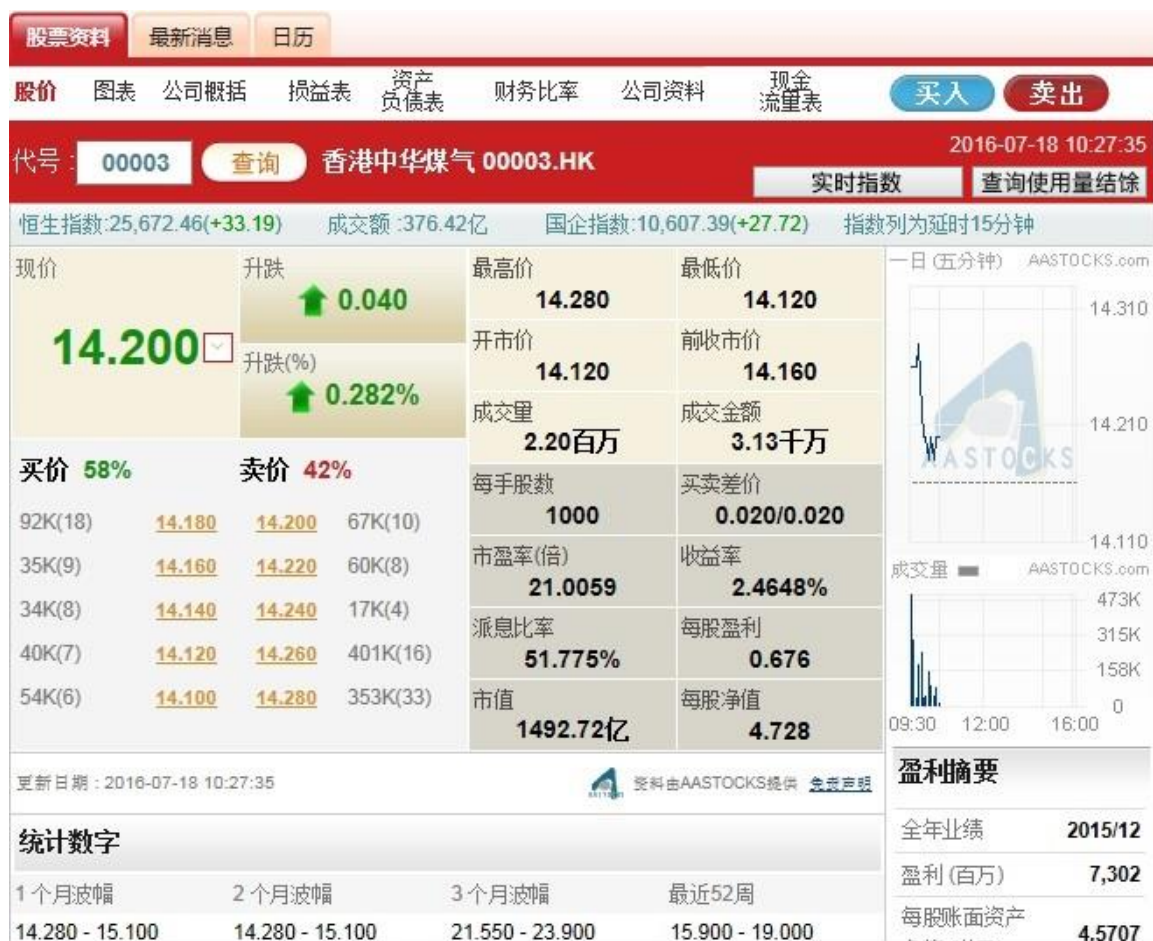 股票资料 最新消息 日历
股价 图表 公司概括 损益表 资产负债表 财务比率 公司资料 现金流量表 买入 卖出
2016-07-18 10:27:35
代号 : 00003 查询 香港中华煤气 00003.HK
实时指数 查询使用量结馀
恒生指数:25,672.46(+33.19) 成交额 :376.42亿 国企指数:10,607.39(+27.72) 指数列为延时15分钟
现价
14.200
升跌
0.040
升跌(%)
0.282%
最高价 最低价
14.280 14.120
开市价 前收市价
14.120 14.160
成交量 成交金额
2.20百万 3.13千万
每手股数 买卖差价
1000 0.020/0.020
市盈率(倍) 收益率
21.0059 2.4648%
派息比率 每股盈利
51.775% 0.676
市值 每股净值
1492.72亿 4.728
买价 58% 卖价 42%
92K(18) 14.180 14.200 67K(10)
35K(9) 14.160 14.220 60K(8)
34K(8) 14.140 14.240 17K(4)
40K(7) 14.120 14.260 401K(16)
54K(6) 14.100 14.280 353K(33)
一日 (五分钟) AASTOCKS.com
14.310
14.210
AASTOCKS
14.110
成交量 AASTOCKS.com
473K
315K
158K
0
09:30 12:00 16:00
更新日期 : 2016-07-18 10:27:35 资料由AASTOCKS提供 免责声明
统计数字
1 个月波幅 2 个月波幅 3 个月波幅 最近52周
14.280 - 15.100 14.280 - 15.100 21.550 - 23.900 15.900 - 19.000
盈利摘要
全年业绩 2015/12
盈利 (百万) 7,302
每股账面资产
4.5707